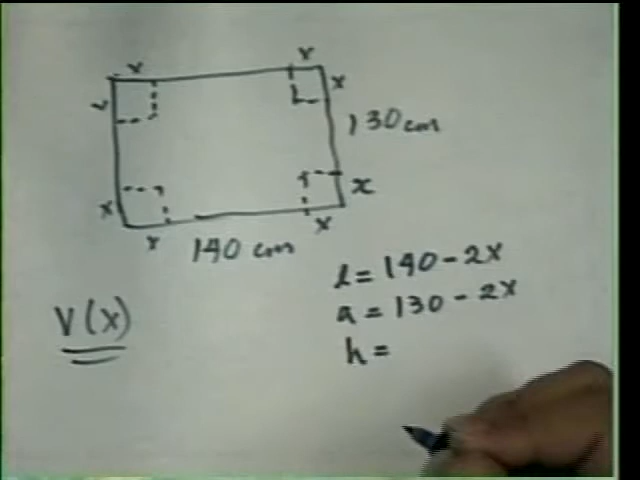 x x
x x
130 cm
x x
x x
140 cm
l = 140 - 2x
V(x)
a = 130 - 2x
h =